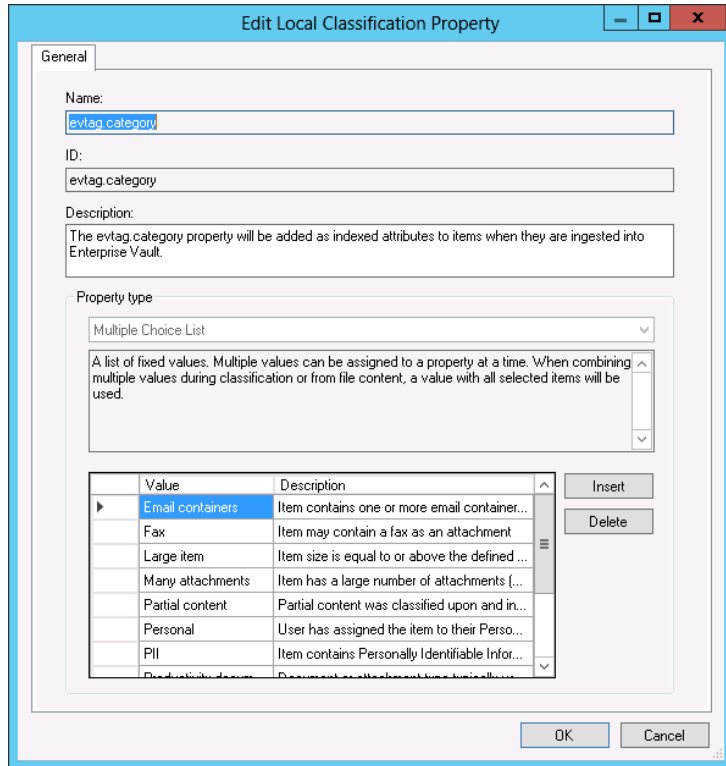 Edit Local Classification Property
General
Name:
evtag.category
ID:
evtag.category
Description:
The evtag.category property will be added as indexed attributes to items when they are ingested into
Enterprise Vault.
Property type
Multiple Choice List
A list of fixed values. Multiple values can be assigned to a property at a time. When combining
multiple values during classification or from file content, a value with all selected items will be
used.
Value Description
Email containers Item contains one or more email container...
Fax Item may contain a fax as an attachment
Large item Item size is equal to or above the defined ...
Many attachments Item has a large number of attachments (...
Partial content Partial content was classified upon and in...
Personal User has assigned the item to their Perso...
PII Item contains Personally Identifiable Infor...
Insert
Delete
OK Cancel